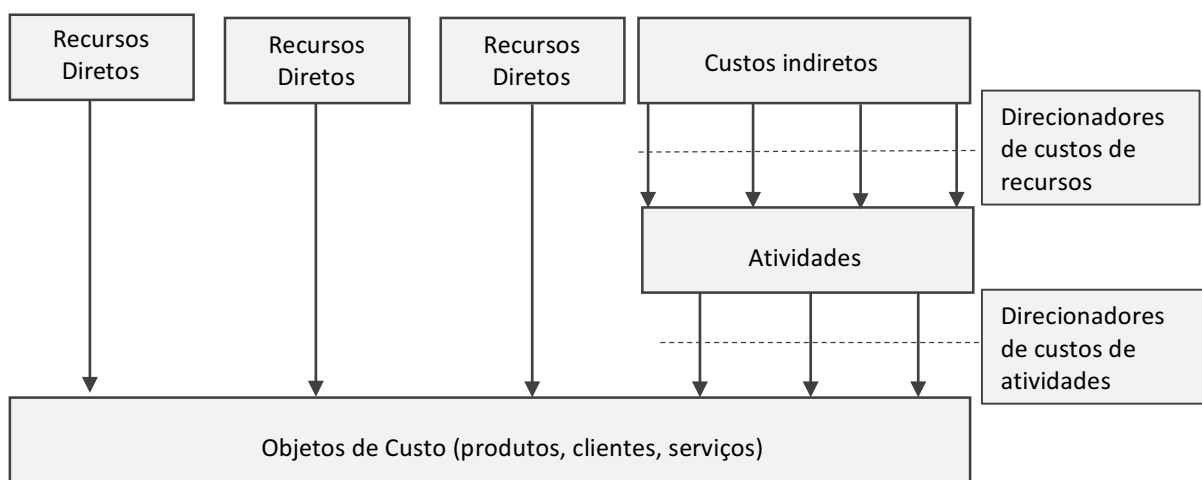 Recursos
Diretos
Recursos
Diretos
Recursos
Diretos
Custos indiretos
Direcionadores
de custos de
recursos
Atividades
Direcionadores
de custos de
atividades
Objetos de Custo (produtos, clientes, serviços)